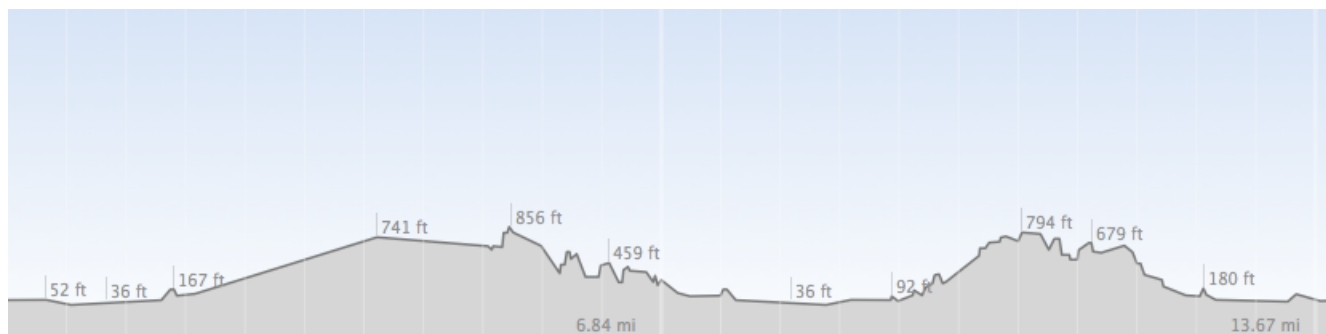 52 ft
36 ft
167 ft
741 ft
856 ft
459 ft
36 ft
92 ft
794 ft
679 ft
180 ft
6.84 mi
13.67 mi